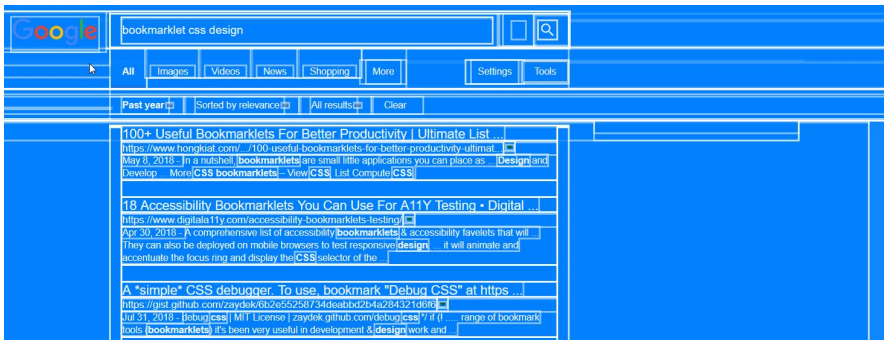 Google
bookmarklet css design
All Images Videos News Shopping More Settings Tools
Past year Sorted by relevance All results Clear
100+ Useful Bookmarklets For Better Productivity | Ultimate List ...
https://www.hongkiat.com/.../100-useful-bookmarklets-for-better-productivity-ultimat...
May 8, 2018 - In a nutshell, bookmarklets are small little applications you can place as ... Design and
Develop ... More CSS bookmarklets – View CSS, List Compute CSS
18 Accessibility Bookmarklets You Can Use For A11Y Testing • Digital ...
https://www.digitala11y.com/accessibility-bookmarklets-testing/
Apr 30, 2018 - A comprehensive list of accessibility bookmarklets & accessibility favelets that will ...
They can also be deployed on mobile browsers to test responsive design. ... it will animate and
accentuate the focus ring and display the CSS selector of the ...
A *simple* CSS debugger. To use, bookmark "Debug CSS" at https ...
https://gist.github.com/zaydek/6b2e55258734deabbd2b4a284321d6f6
Jul 31, 2018 - debug.css | MIT License | zaydek.github.com/debug.css */ if (! ..... range of bookmark
tools (bookmarklets) it's been very useful in development & design work and ...